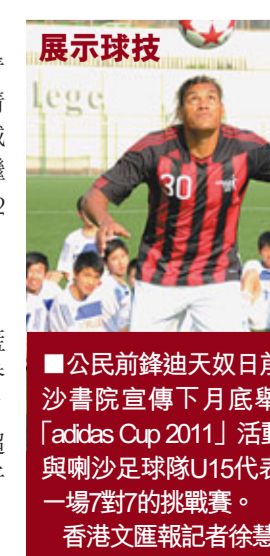 展示球技
lege
30
■公民前鋒迪天奴日前
沙書院宣傳下月底舉
「adidas Cup 2011」活動
與喇沙足球隊U15代表
一場7對7的挑戰賽。
香港文匯報記者徐慧